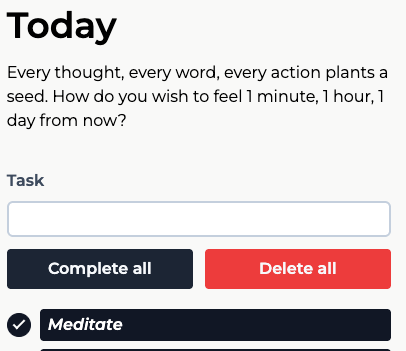 Today
Every thought, every word, every action plants a
seed. How do you wish to feel 1 minute, 1 hour, 1
day from now?
Task
Complete all
Delete all
Meditate